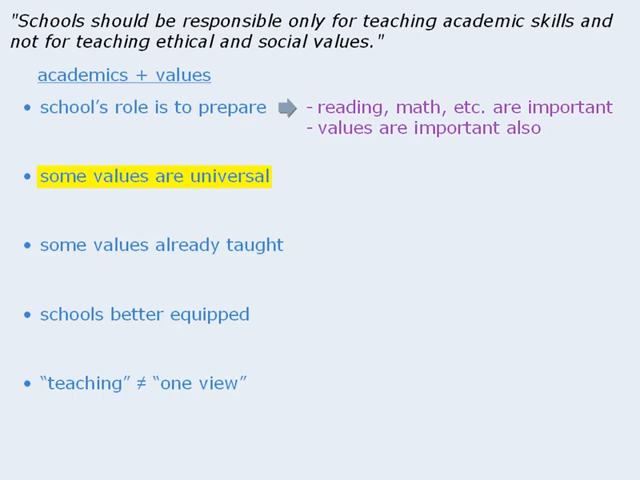 "Schools should be responsible only for teaching academic skills and
not for teaching ethical and social values."
academics + values
• school's role is to prepare
- reading, math, etc. are important
- values are important also
• some values are universal
• some values already taught
• schools better equipped
• “teaching” ≠ “one view”